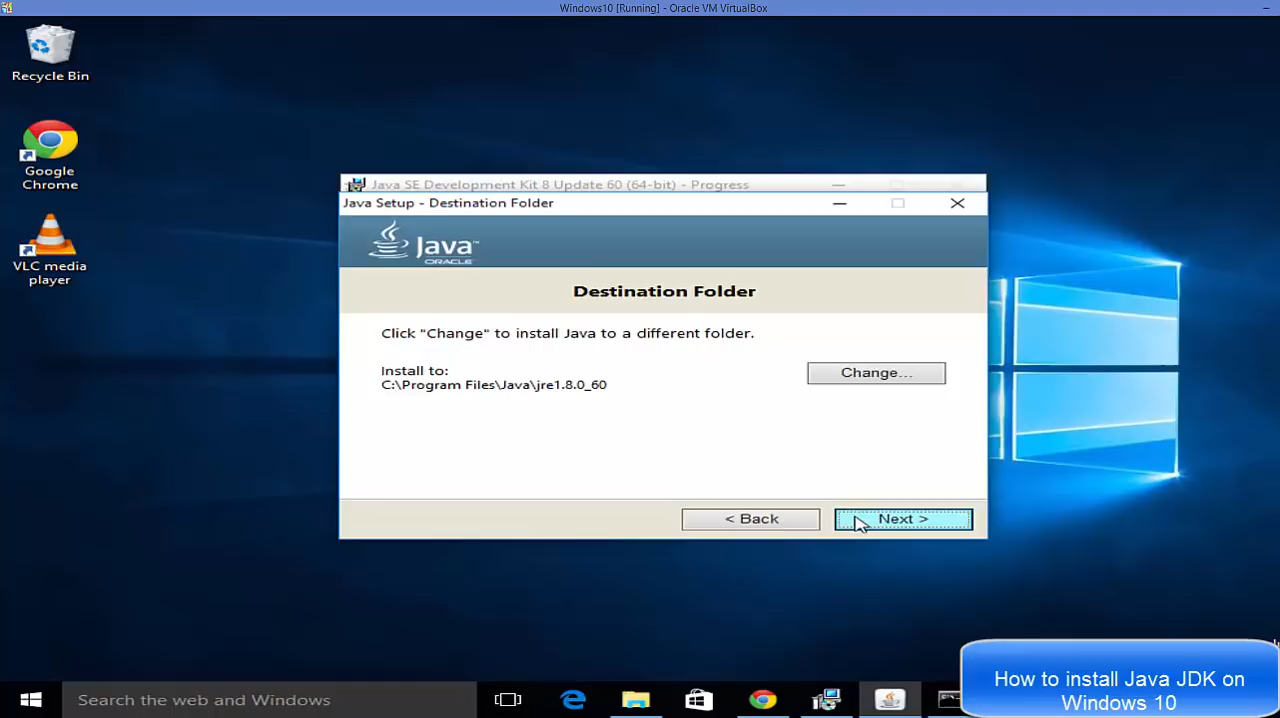 Windows10 [Running] - Oracle VM VirtualBox
Recycle Bin
Google
Chrome
VLC media
player
Java SE Development Kit 8 Update 60 (64-bit) - Progress
Java Setup - Destination Folder
Java™
ORACLE
Destination Folder
Click "Change" to install Java to a different folder.
Install to:
C:\Program Files\Java\jre1.8.0_60
Change...
< Back
Next >
Search the web and Windows
How to install Java JDK on
Windows 10